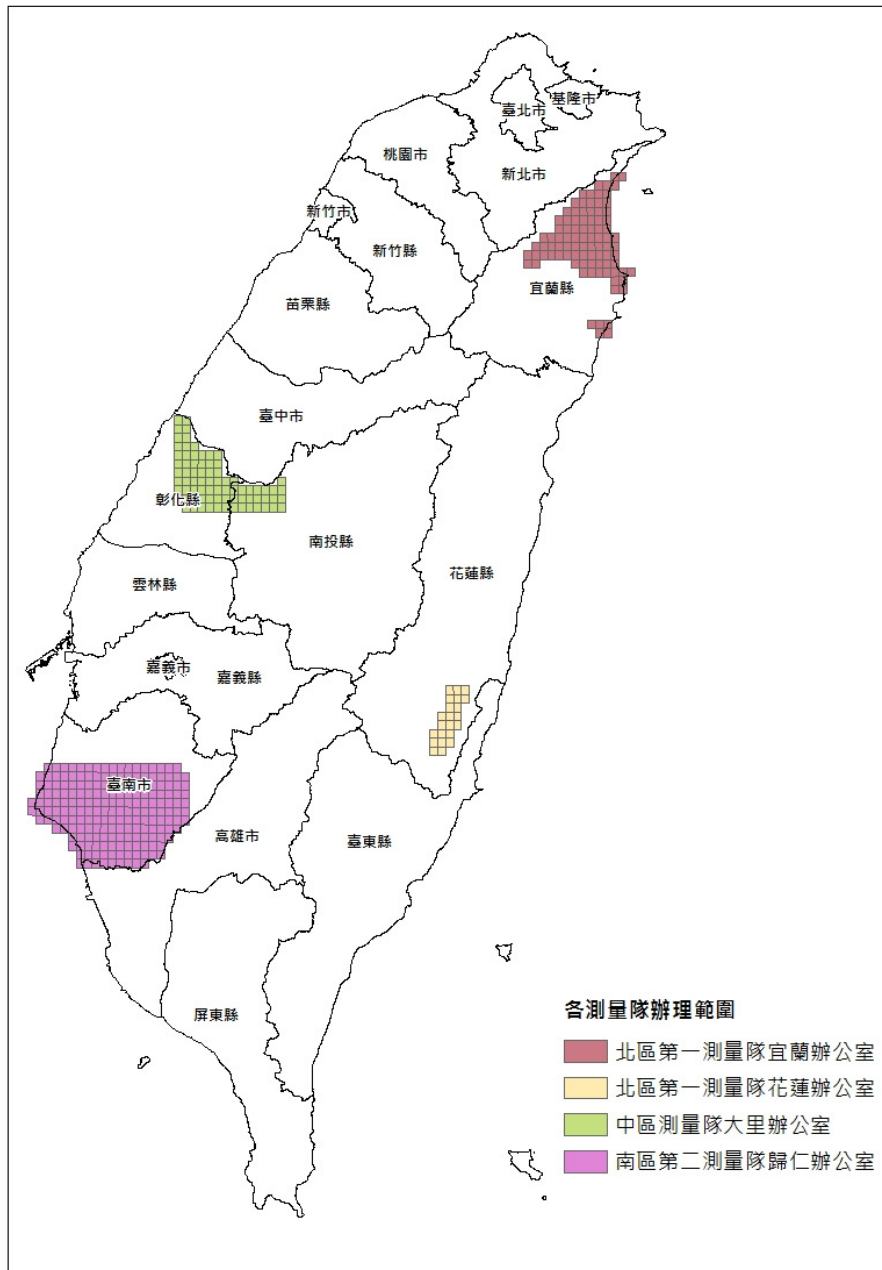 基隆市
臺北市
桃園市
新北市
新竹市
新竹縣
宜蘭縣
苗栗縣
臺中市
彰化縣
南投縣
花蓮縣
雲林縣
嘉義市
嘉義縣
臺南市
高雄市
臺東縣
屏東縣
各測量隊辦理範圍
北區第一測量隊宜蘭辦公室
北區第一測量隊花蓮辦公室
中區測量隊大里辦公室
南區第二測量隊歸仁辦公室